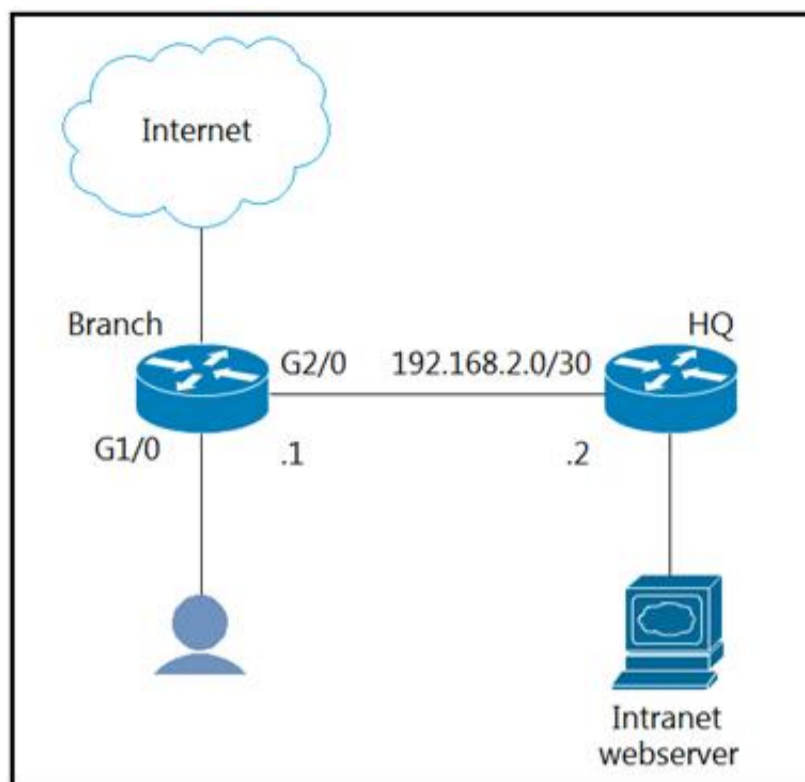 Internet
Branch
HQ
G2/0
192.168.2.0/30
G1/0
.1
.2
Intranet
webserver